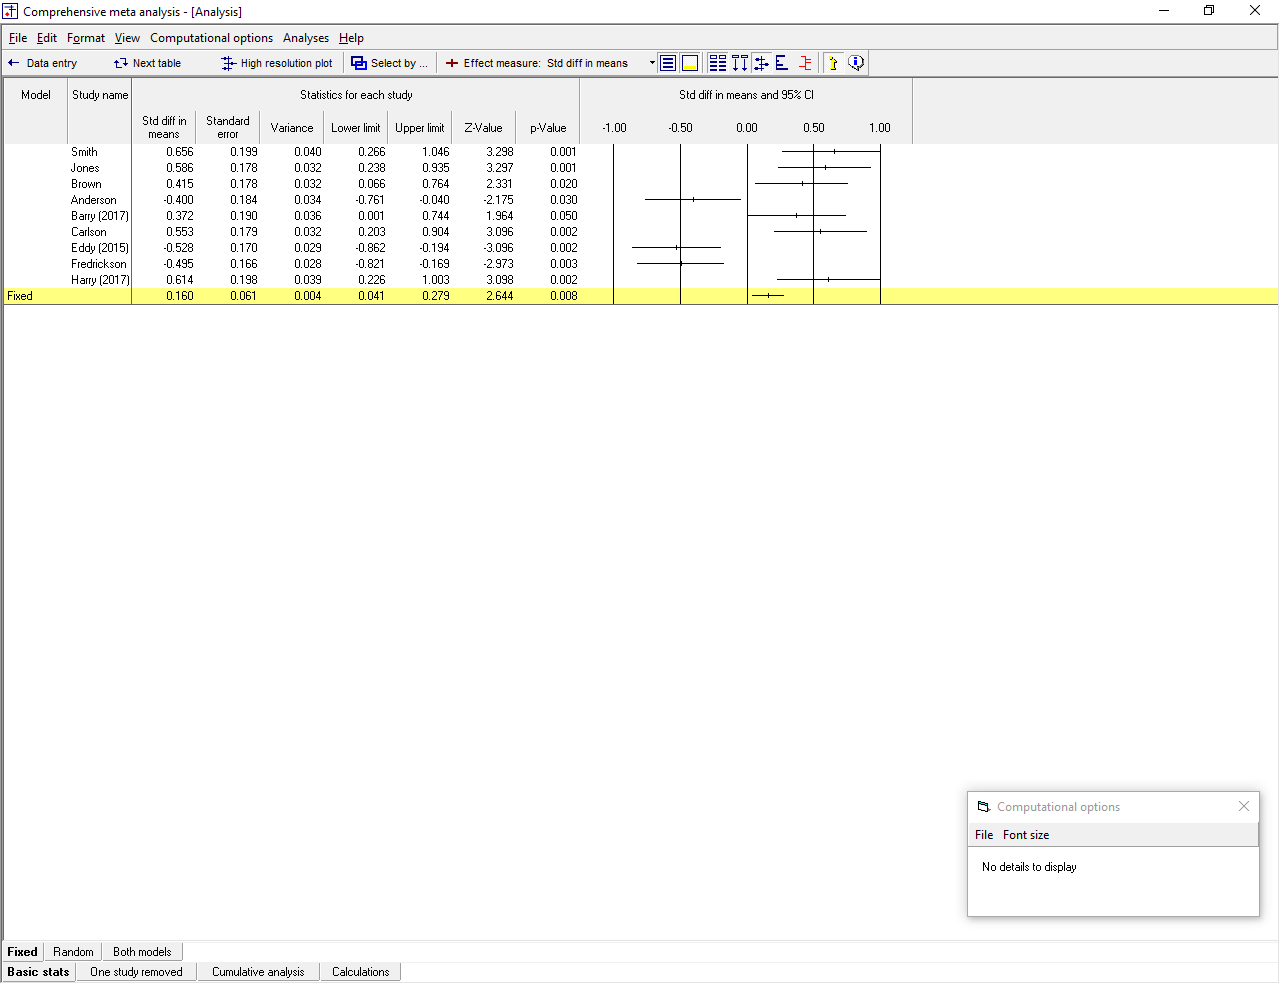 Comprehensive meta analysis - [Analysis]
File Edit Format View Computational options Analyses Help
Data entry Next table High resolution plot Select by ... Effect measure: Std diff in means
Model Study name Statistics for each study Std diff in means and 95% CI
Std diff in means Standard error Variance Lower limit Upper limit Z-Value p-Value -1.00 -0.50 0.00 0.50 1.00
Smith 0.656 0.199 0.040 0.266 1.046 3.298 0.001
Jones 0.586 0.178 0.032 0.238 0.935 3.297 0.001
Brown 0.415 0.178 0.032 0.066 0.764 2.331 0.020
Anderson -0.400 0.184 0.034 -0.761 -0.040 -2.175 0.030
Barry (2017) 0.372 0.190 0.036 0.001 0.744 1.964 0.050
Carlson 0.553 0.179 0.032 0.203 0.904 3.096 0.002
Eddy (2015) -0.528 0.170 0.029 -0.862 -0.194 -3.096 0.002
Fredrickson -0.495 0.166 0.028 -0.821 -0.169 -2.973 0.003
Harry (2017) 0.614 0.198 0.039 0.226 1.003 3.098 0.002
Fixed 0.160 0.061 0.004 0.041 0.279 2.644 0.008
Computational options
File Font size
No details to display
Fixed Random Both models
Basic stats One study removed Cumulative analysis Calculations